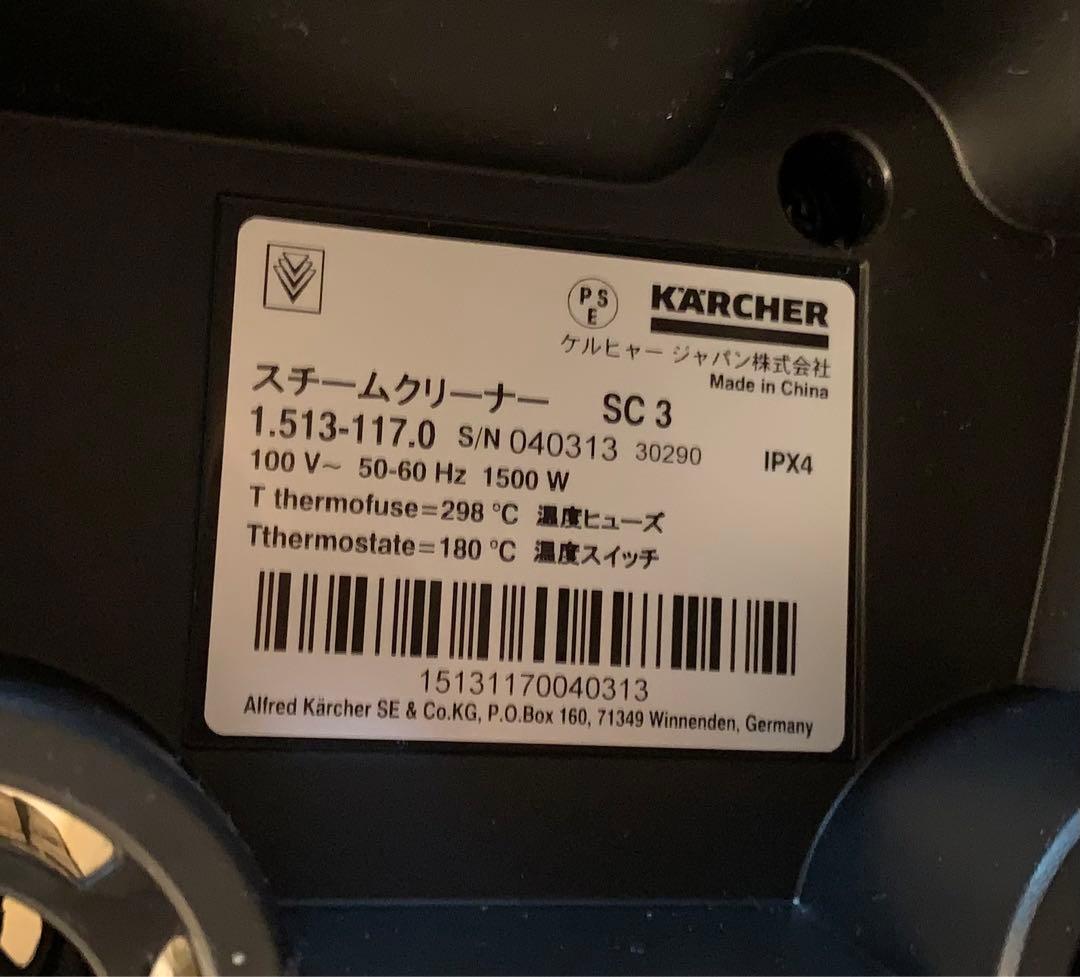 PSE
KÄRCHER
ケルヒャー ジャパン株式会社
Made in China
スチームクリーナー SC 3
1.513-117.0 S/N 040313 30290 IPX4
100 V~ 50-60 Hz 1500 W
T thermofuse=298 °C 温度ヒューズ
Tthermostate=180 °C 温度スイッチ
15131170040313
Alfred Kärcher SE & Co.KG, P.O.Box 160, 71349 Winnenden, Germany